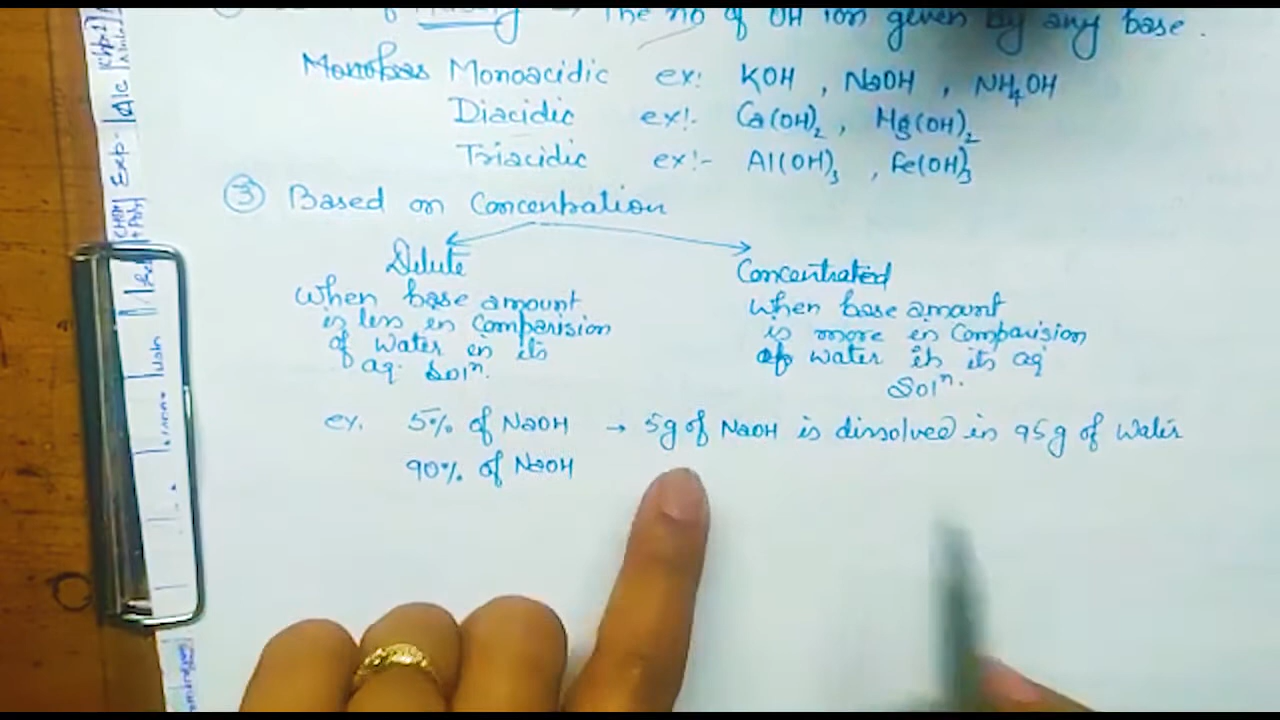 The no of OH ion given by any base.
Monoacidic ex:- KOH, NaOH, NH4OH
Diacidic ex:- Ca(OH)2, Mg(OH)2
Triacidic ex:- Al(OH)3, Fe(OH)3
③ Based on Concentration
Dilute
When base amount
is less in Comparision
of Water in its
aq. Solⁿ.
Concentrated
When base amount
is more in Comparision
of water in its aq
Solⁿ.
ex. 5% of NaOH → 5g of NaOH is dissolved in 95g of Water
90% of NaOH